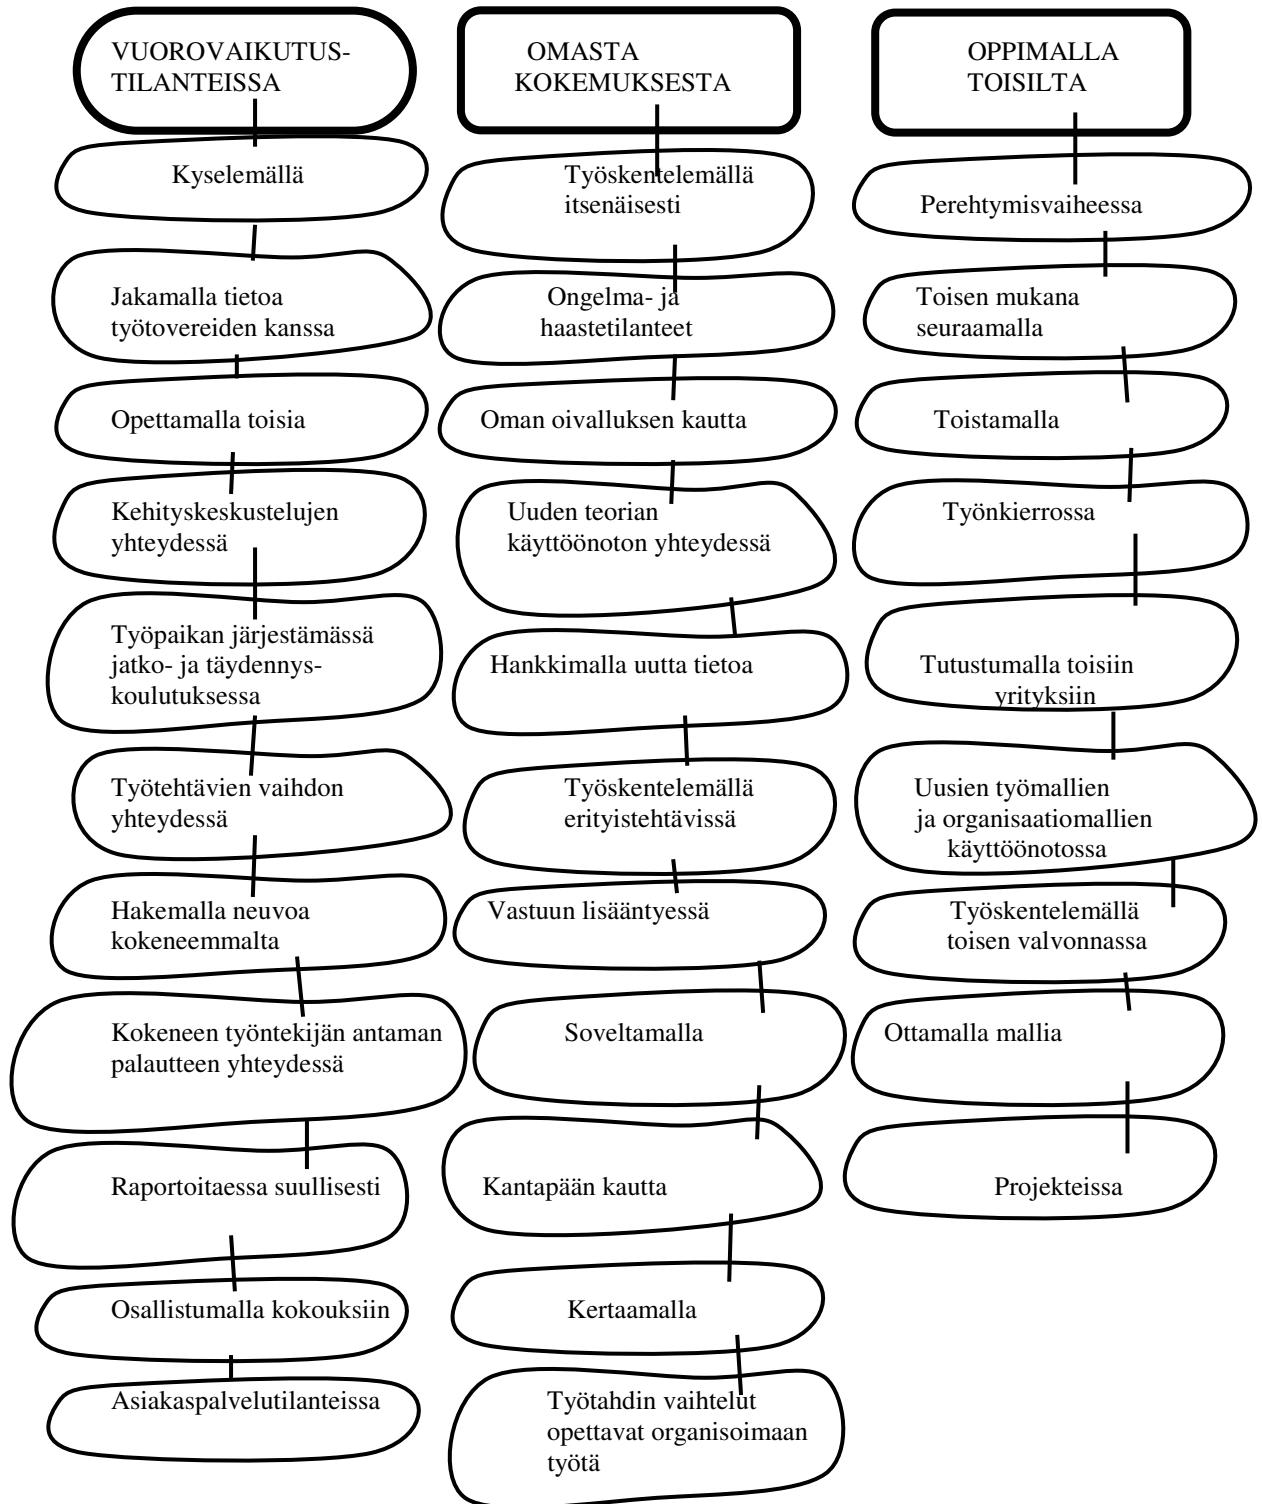 VUOROVAIKUTUS-
TILANTEISSA
Kyselemällä
Jakamalla tietoa
työtovereiden kanssa
Opettamalla toisia
Kehityskeskustelujen
yhteydessä
Työpaikan järjestämässä
jatko- ja täydennys-
koulutuksessa
Työtehtävien vaihdon
yhteydessä
Hakemalla neuvoa
kokeneemmalta
Kokeneen työntekijän antaman
palautteen yhteydessä
Raportoitaessa suullisesti
Osallistumalla kokouksiin
Asiakaspalvelutilanteissa
OMASTA
KOKEMUKSESTA
Työskentelemällä
itsenäisesti
Ongelma- ja
haastetilanteet
Oman oivalluksen kautta
Uuden teorian
käyttöönoton yhteydessä
Hankkimalla uutta tietoa
Työskentelemällä
erityistehtävissä
Vastuun lisääntyessä
Soveltamalla
Kantapään kautta
Kertaamalla
Työtahdin vaihtelut
opettavat organisoimaan
työtä
OPPIMALLA
TOISILTA
Perehtymisvaiheessa
Toisen mukana
seuraamalla
Toistamalla
Työnkierrossa
Tutustumalla toisiin
yrityksiin
Uusien työmallien
ja organisaatiomallien
käyttöönotossa
Työskentelemällä
toisen valvonnassa
Ottamalla mallia
Projekteissa